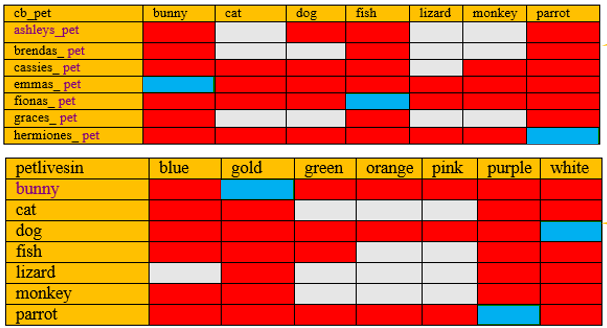 cb_pet bunny cat dog fish lizard monkey parrot
ashleys_pet
brendas_ pet
cassies_ pet
emmas_ pet
fionas_ pet
graces_ pet
hermiones_ pet
petlivesin blue gold green orange pink purple white
bunny
cat
dog
fish
lizard
monkey
parrot